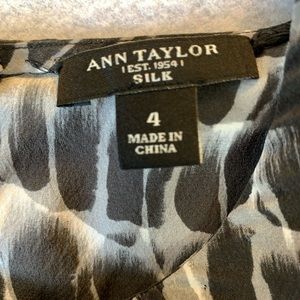 ANN TAYLOR
EST. 1954
SILK
4
MADE IN
CHINA